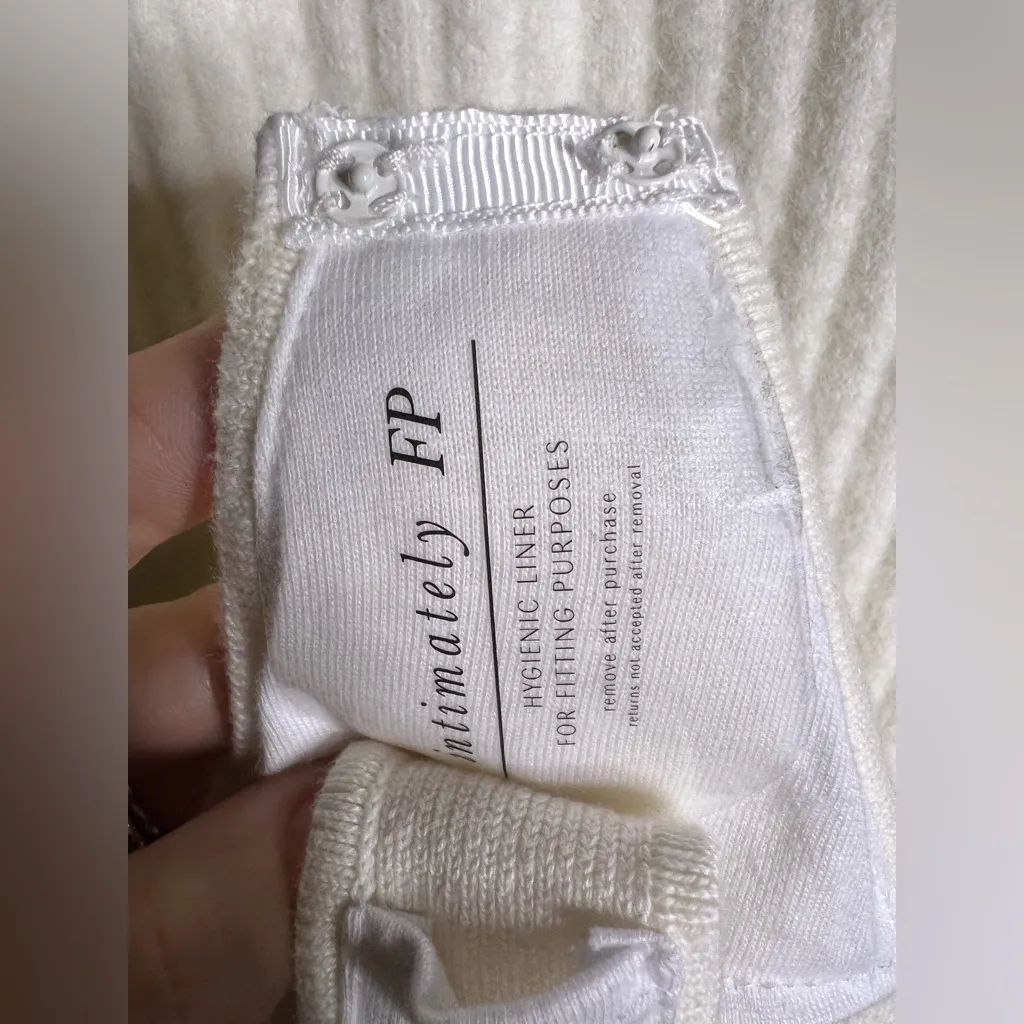 intimately FP
HYGIENIC LINER
FOR FITTING PURPOSES
remove after purchase
returns not accepted after removal